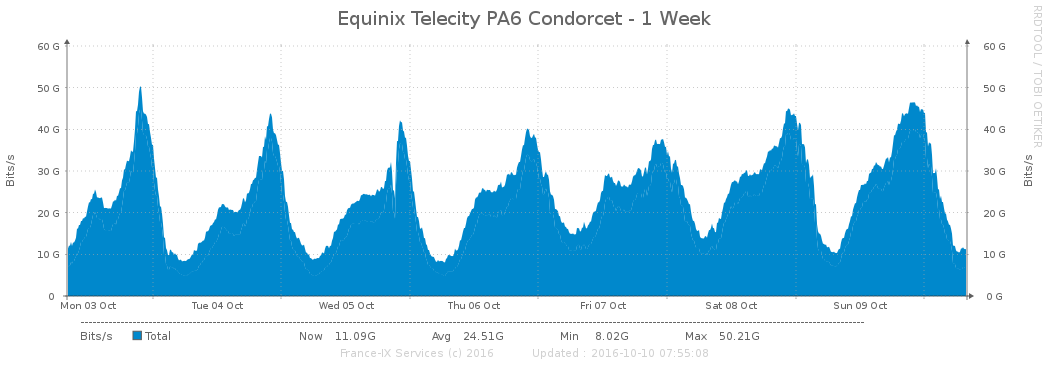 Equinix Telecity PA6 Condorcet - 1 Week
RRDTOOL / TOBI OETIKER
60 G 60 G
50 G 50 G
40 G 40 G
30 G 30 G
20 G 20 G
10 G 10 G
0 0 G
Bits/s
Bits/s
Mon 03 Oct Tue 04 Oct Wed 05 Oct Thu 06 Oct Fri 07 Oct Sat 08 Oct Sun 09 Oct
Bits/s Total Now 11.09G Avg 24.51G Min 8.02G Max 50.21G
France-IX Services (c) 2016 Updated : 2016-10-10 07:55:08